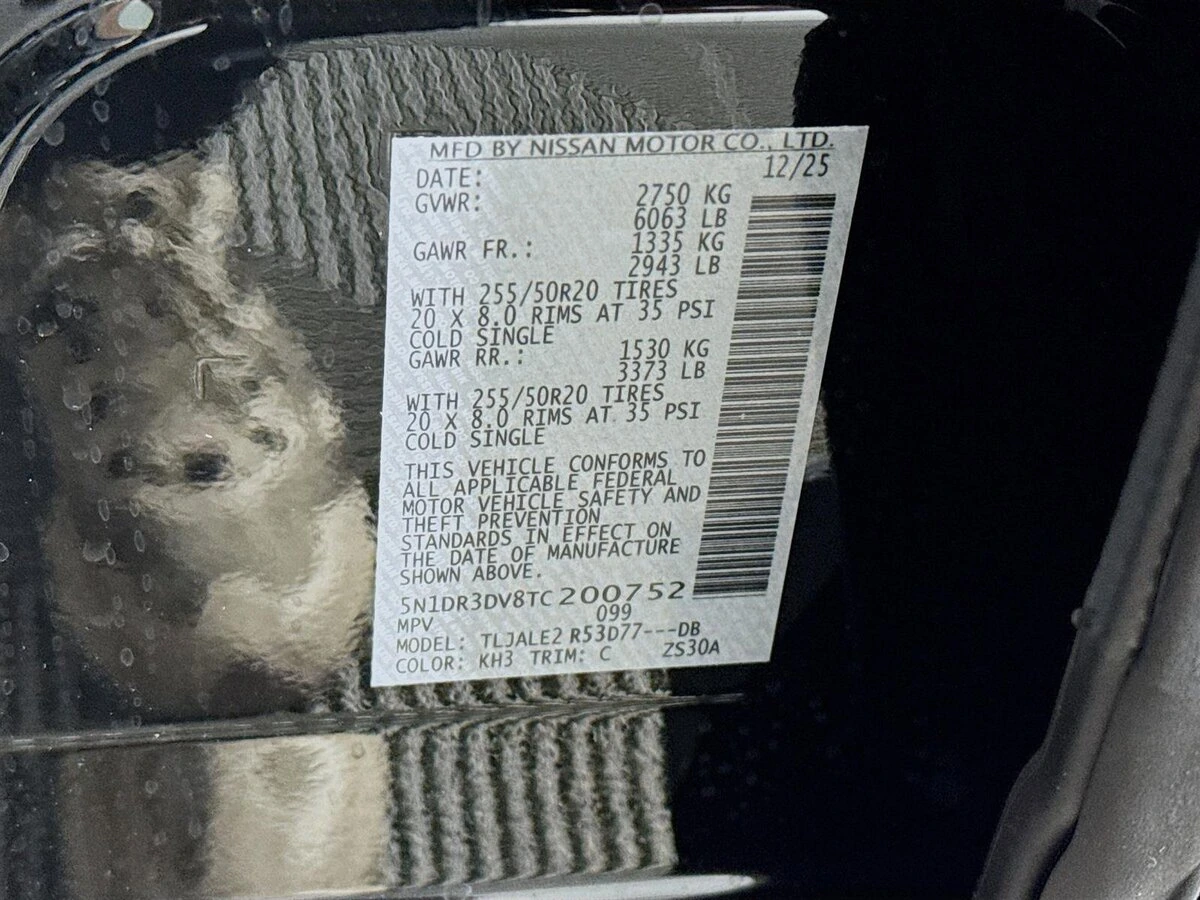 MFD BY NISSAN MOTOR CO., LTD.
DATE: 12/25
GVWR: 2750 KG
6063 LB
GAWR FR.: 1335 KG
2943 LB
WITH 255/50R20 TIRES
20 X 8.0 RIMS AT 35 PSI
COLD SINGLE
GAWR RR.: 1530 KG
3373 LB
WITH 255/50R20 TIRES
20 X 8.0 RIMS AT 35 PSI
COLD SINGLE
THIS VEHICLE CONFORMS TO
ALL APPLICABLE FEDERAL
MOTOR VEHICLE SAFETY AND
THEFT PREVENTION
STANDARDS IN EFFECT ON
THE DATE OF MANUFACTURE
SHOWN ABOVE.
5N1DR3DV8TC200752
MPV 099
MODEL: TLJALE2 R53D77---DB
COLOR: KH3 TRIM: C ZS30A